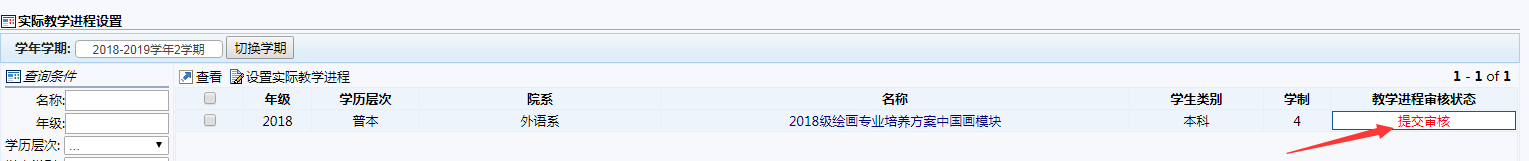 实际教学进程设置
学年学期: 2018-2019学年2学期 切换学期
查询条件
查看 设置实际教学进程 1 - 1 of 1
名称:
年级 学历层次 院系 名称 学生类别 学制 教学进程审核状态
年级:
2018 普本 外语系 2018级绘画专业培养方案中国画模块 本科 4 提交审核
学历层次: ...